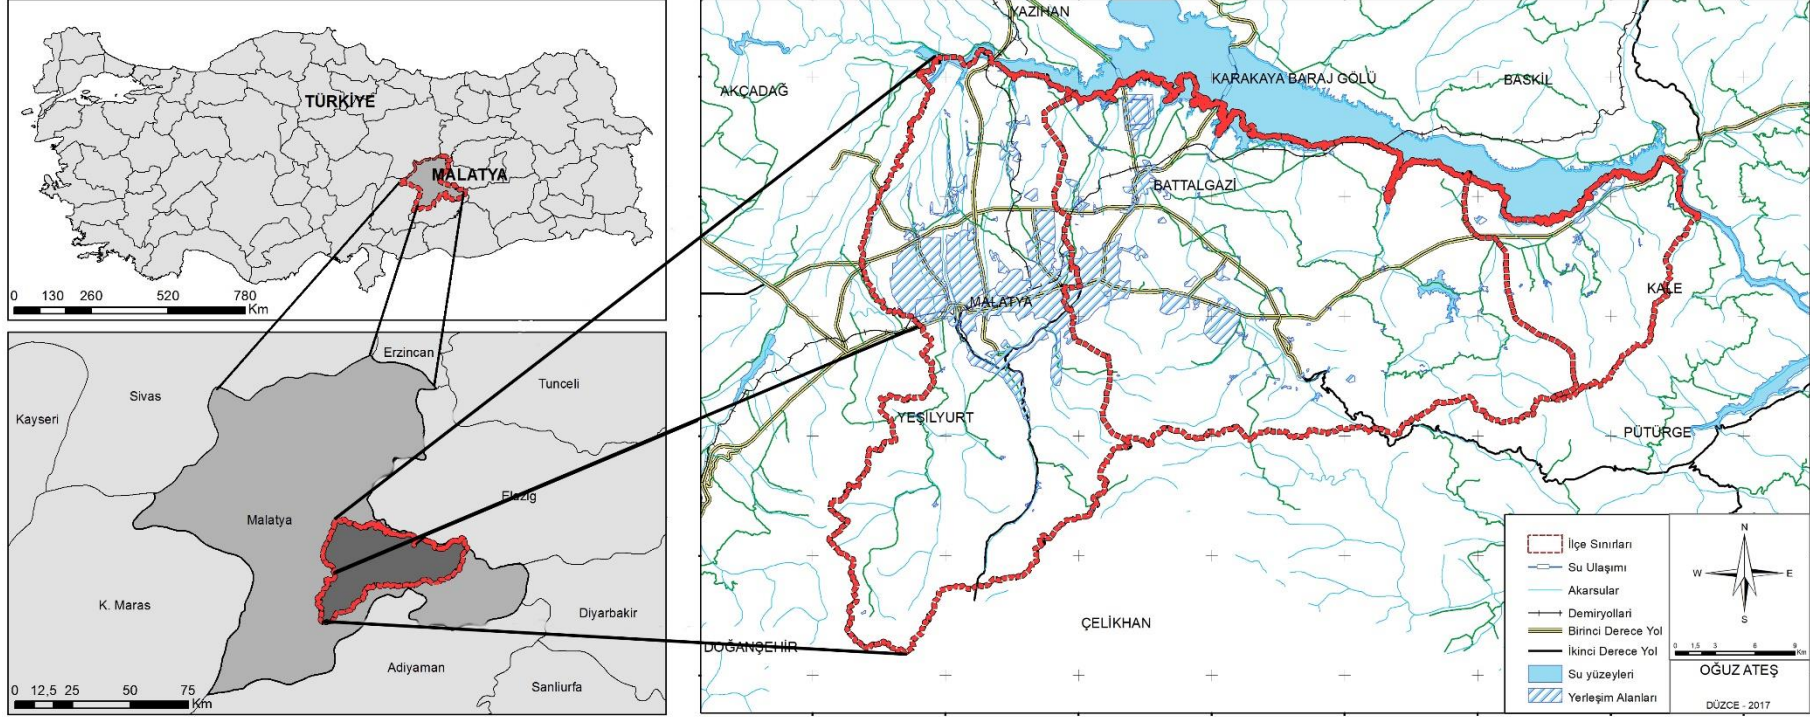 TÜRKİYE
MALATYA
0 130 260 520 780
Km
Erzincan
Sivas
Tunceli
Kayseri
Elazig
Malatya
K. Maras
Diyarbakir
Adiyaman
Sanliurfa
0 12,5 25 50 75
Km
YAZIHAN
KARAKAYA BARAJ GÖLÜ
BASKİL
AKÇADAĞ
BATTALGAZİ
MALATYA
KALE
YEŞİLYURT
PÜTÜRGE
ÇELİKHAN
DOĞANŞEHİR
İlçe Sınırları
Su Ulaşımı
Akarsular
Demiryollari
Birinci Derece Yol
İkinci Derece Yol
Su yüzeyleri
Yerleşim Alanları
N
W E
S
0 1,5 3 6 9
Km
OĞUZ ATEŞ
DÜZCE - 2017